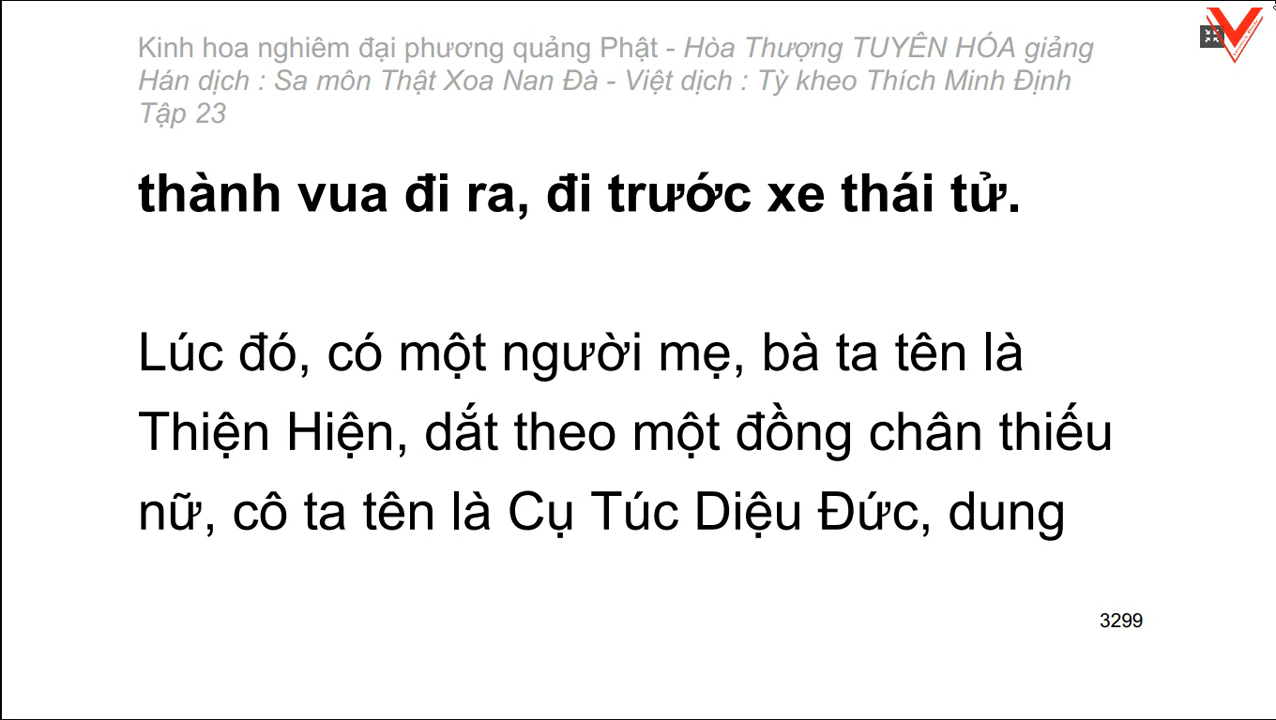 Kinh hoa nghiêm đại phương quảng Phật - Hòa Thượng TUYÊN HÓA giảng
Hán dịch : Sa môn Thật Xoa Nan Đà - Việt dịch : Tỳ kheo Thích Minh Định
Tập 23
thành vua đi ra, đi trước xe thái tử.
Lúc đó, có một người mẹ, bà ta tên là
Thiện Hiện, dắt theo một đồng chân thiếu
nữ, cô ta tên là Cụ Túc Diệu Đức, dung
3299